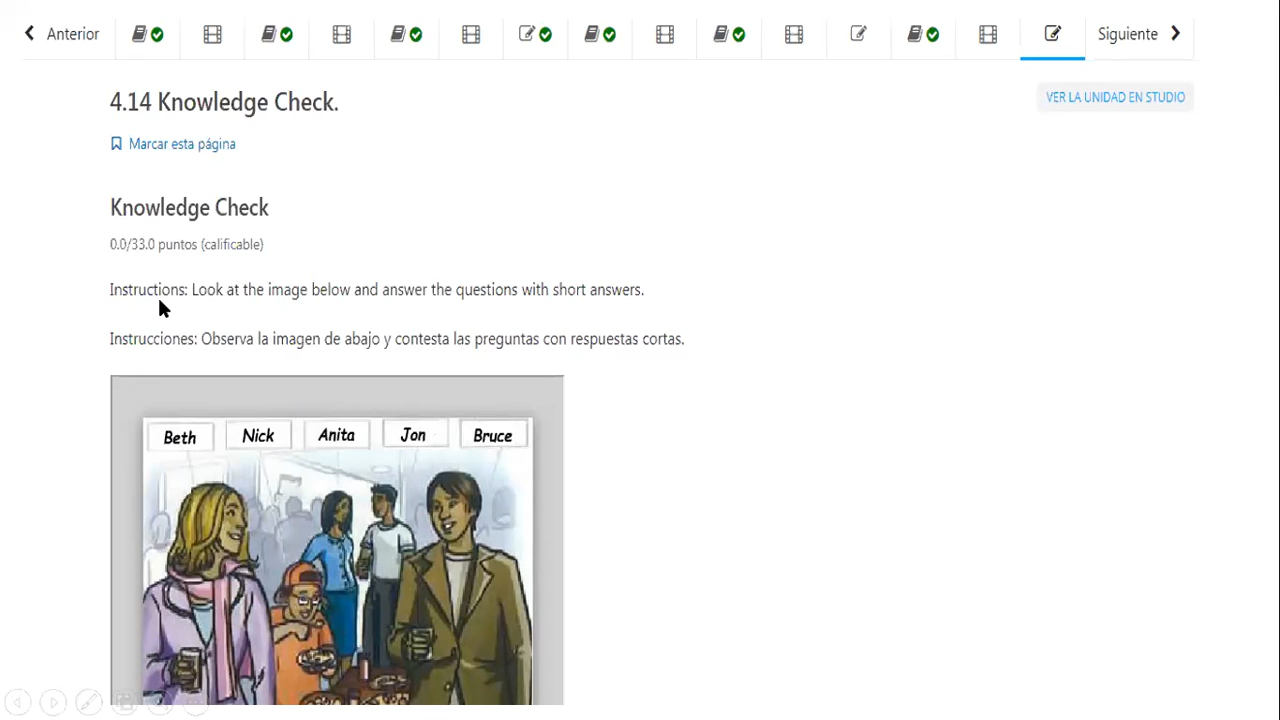 Anterior
Siguiente
4.14 Knowledge Check.
VER LA UNIDAD EN STUDIO
Marcar esta página
Knowledge Check
0.0/33.0 puntos (calificable)
Instructions: Look at the image below and answer the questions with short answers.
Instrucciones: Observa la imagen de abajo y contesta las preguntas con respuestas cortas.
Beth Nick Anita Jon Bruce